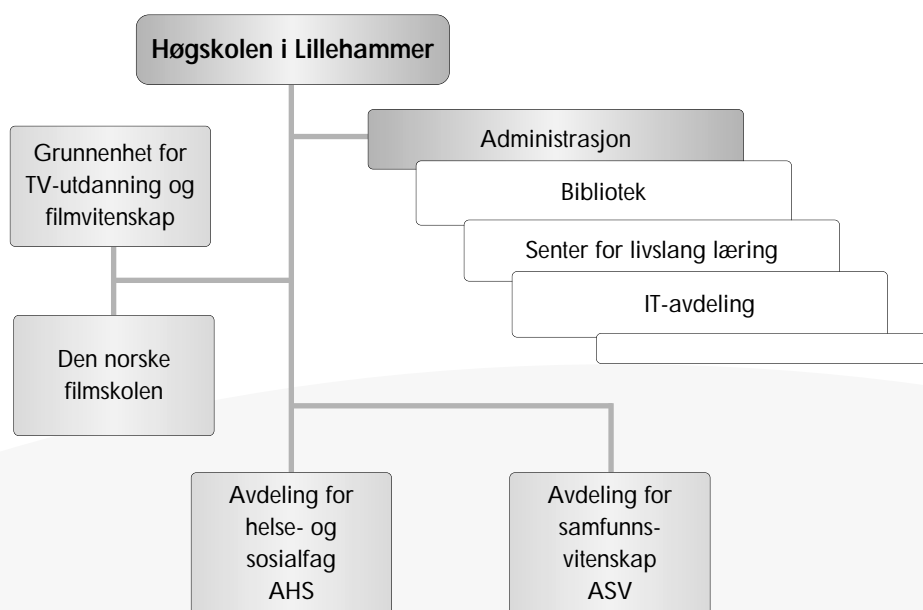 Høgskolen i Lillehammer
Administrasjon
Bibliotek
Senter for livslang læring
IT-avdeling
Grunnenhet for
TV-utdanning og
filmvitenskap
Den norske
filmskolen
Avdeling for
helse- og
sosialfag
AHS
Avdeling for
samfunns-
vitenskap
ASV